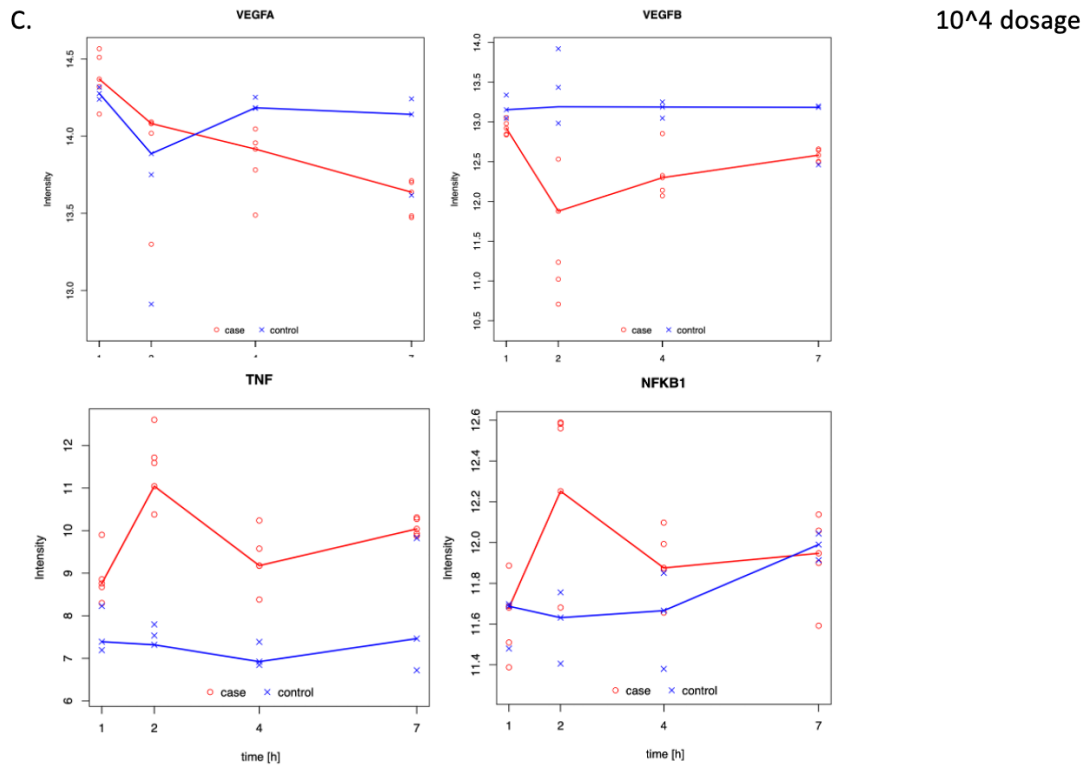 C.
10^4 dosage
VEGFA
Intensity
14.5
14.0
13.5
13.0
case control
1 4 7
VEGFB
Intensity
14.0
13.5
13.0
12.5
12.0
11.5
11.0
10.5
case control
1 2 4 7
TNF
Intensity
12
11
10
9
8
7
6
case control
1 2 4 7
time [h]
NFKB1
Intensity
12.6
12.4
12.2
12.0
11.8
11.6
11.4
case control
1 2 4 7
time [h]